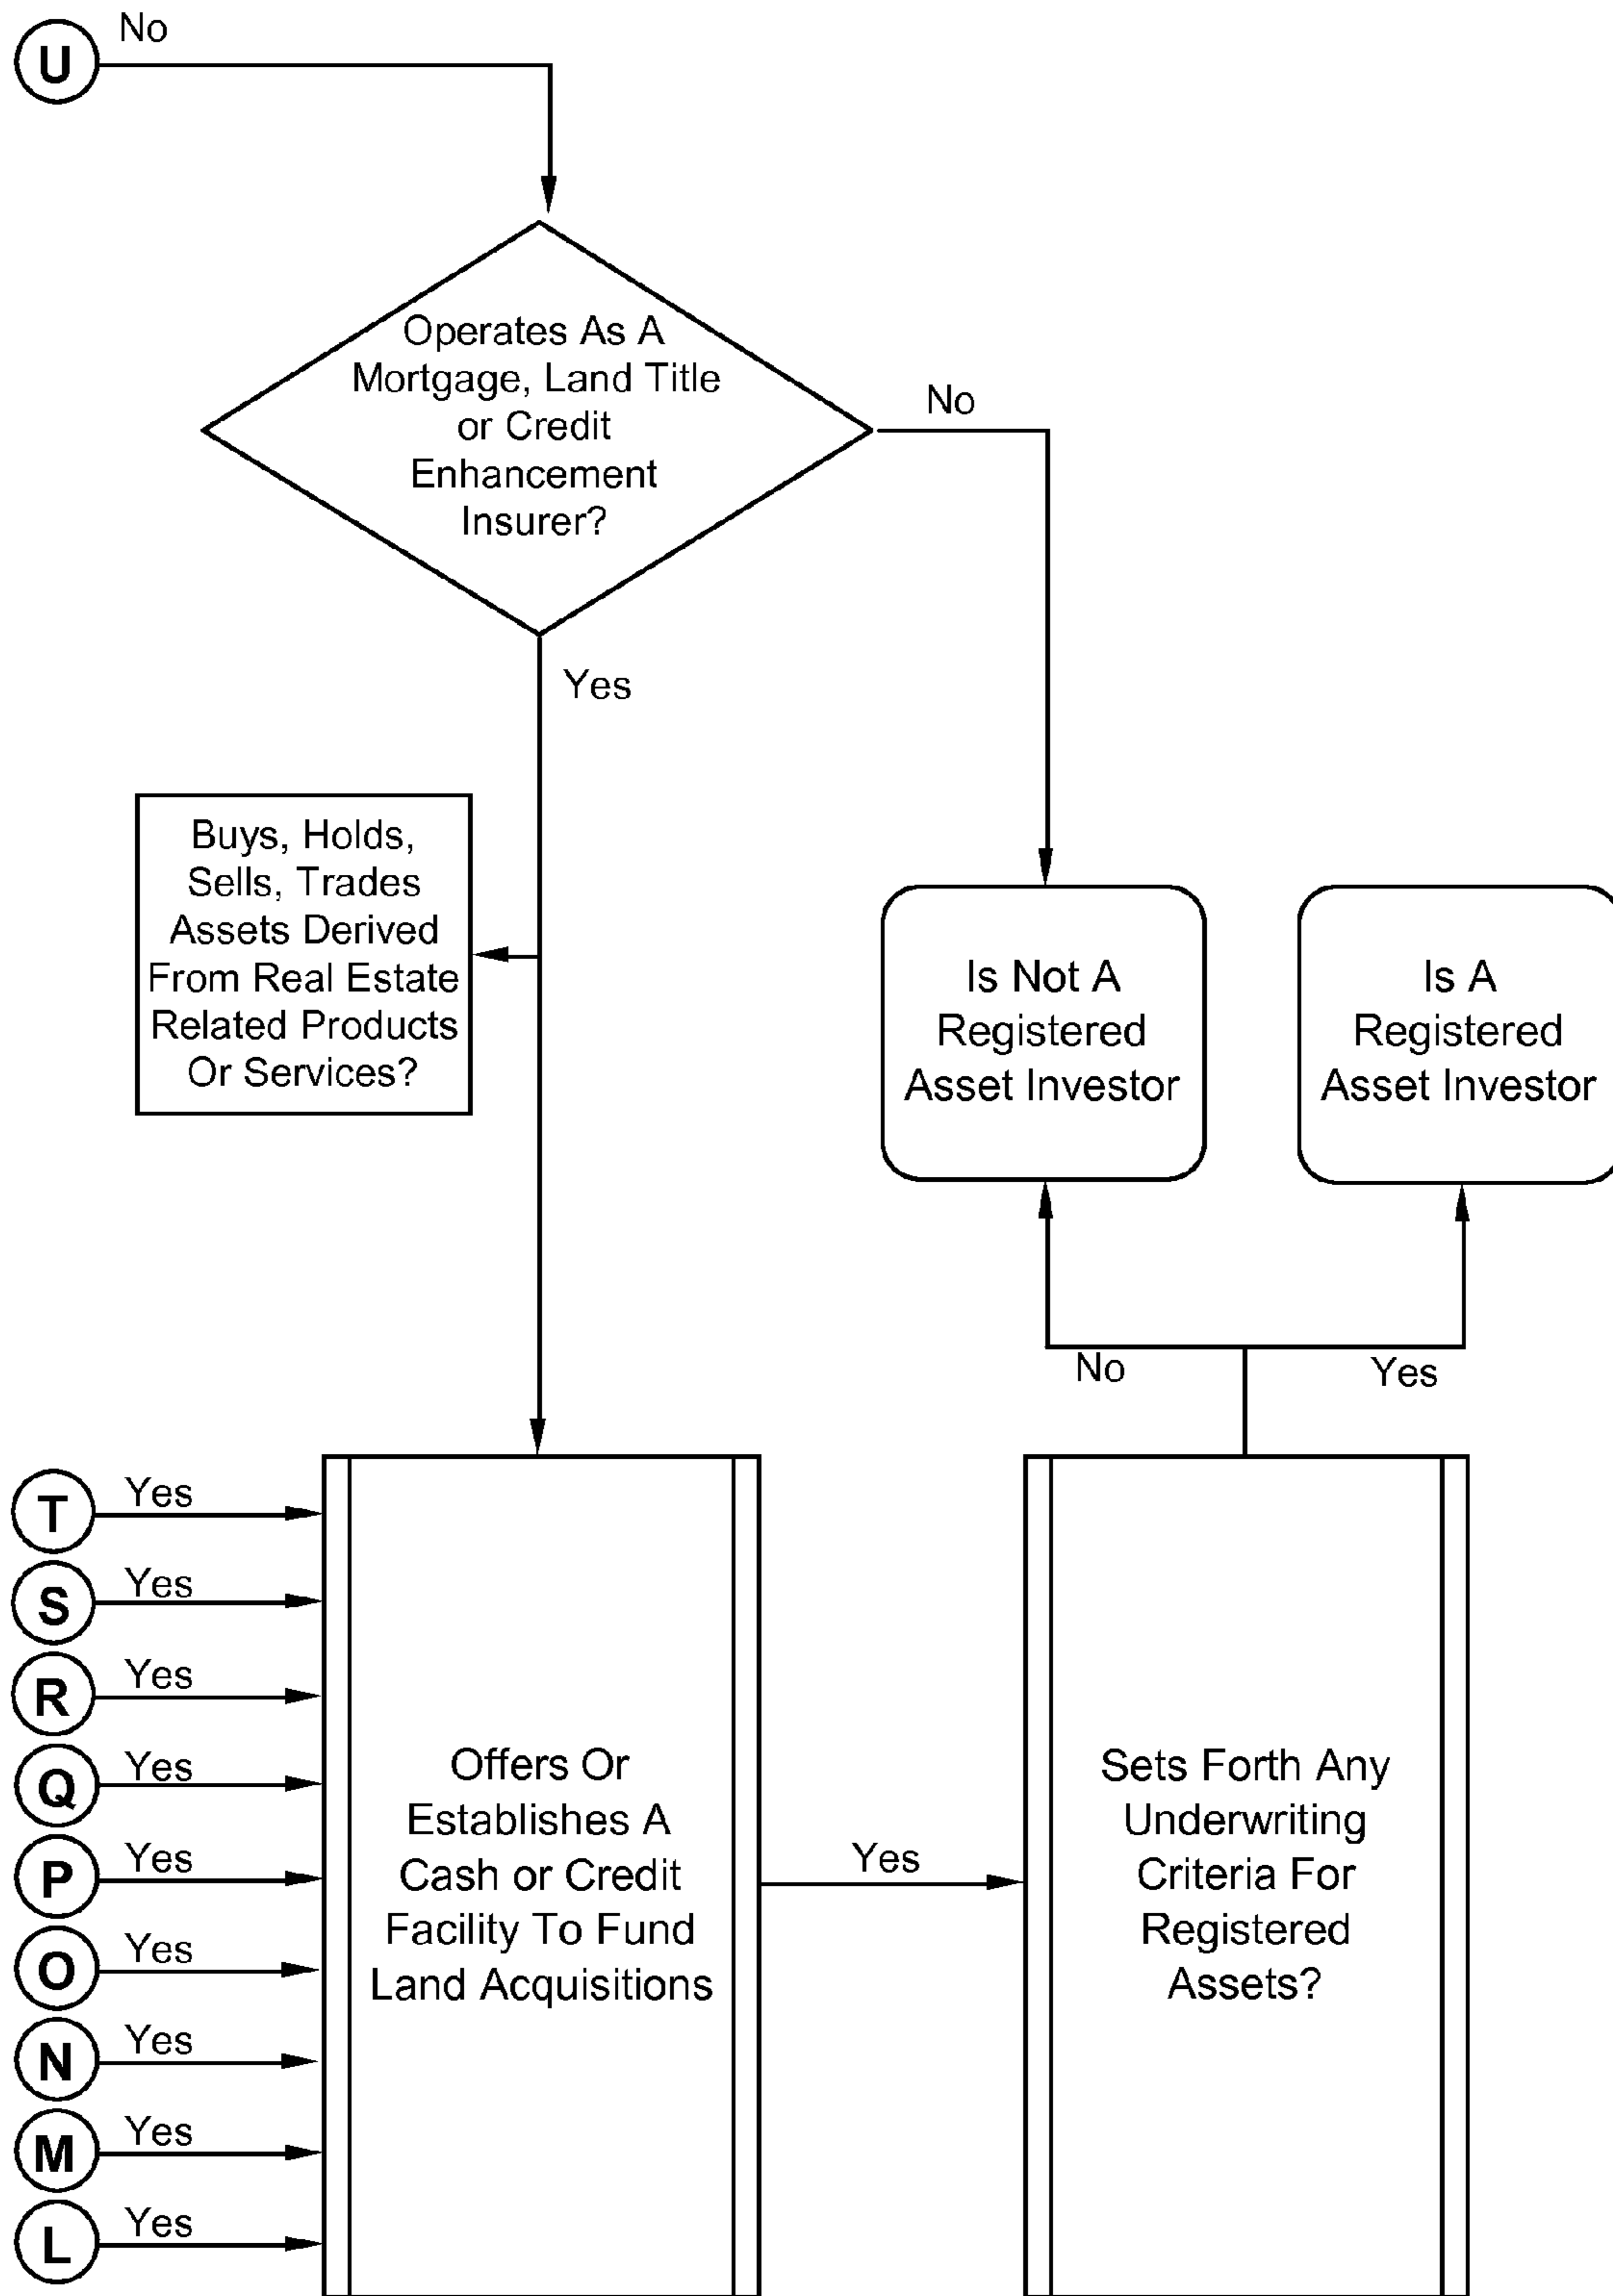 U
No
Operates As A
Mortgage, Land Title
or Credit
Enhancement
Insurer?
No
Yes
Buys, Holds,
Sells, Trades
Assets Derived
From Real Estate
Related Products
Or Services?
Is Not A
Registered
Asset Investor
Is A
Registered
Asset Investor
No
Yes
T
Yes
S
Yes
R
Yes
Q
Yes
P
Yes
O
Yes
N
Yes
M
Yes
L
Yes
Offers Or
Establishes A
Cash or Credit
Facility To Fund
Land Acquisitions
Yes
Sets Forth Any
Underwriting
Criteria For
Registered
Assets?